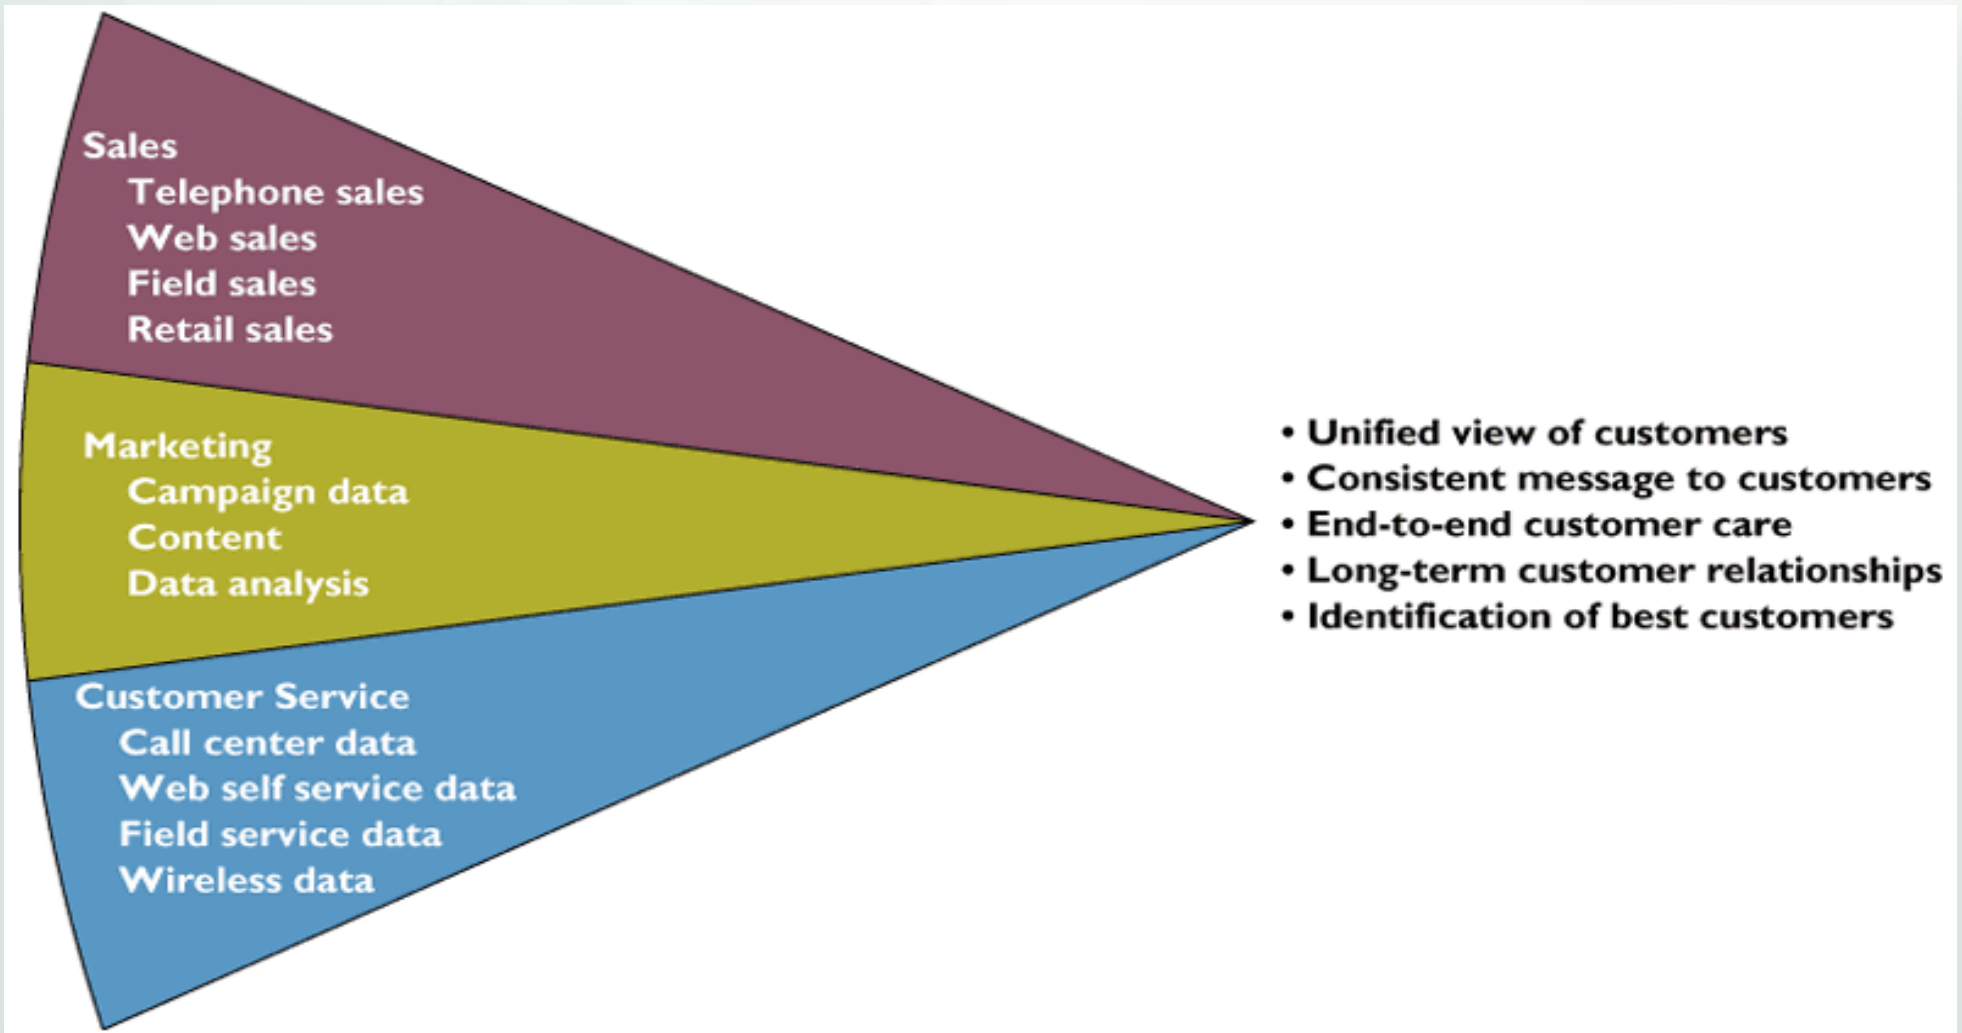 Sales
Telephone sales
Web sales
Field sales
Retail sales
Marketing
Campaign data
Content
Data analysis
Customer Service
Call center data
Web self service data
Field service data
Wireless data
• Unified view of customers
• Consistent message to customers
• End-to-end customer care
• Long-term customer relationships
• Identification of best customers